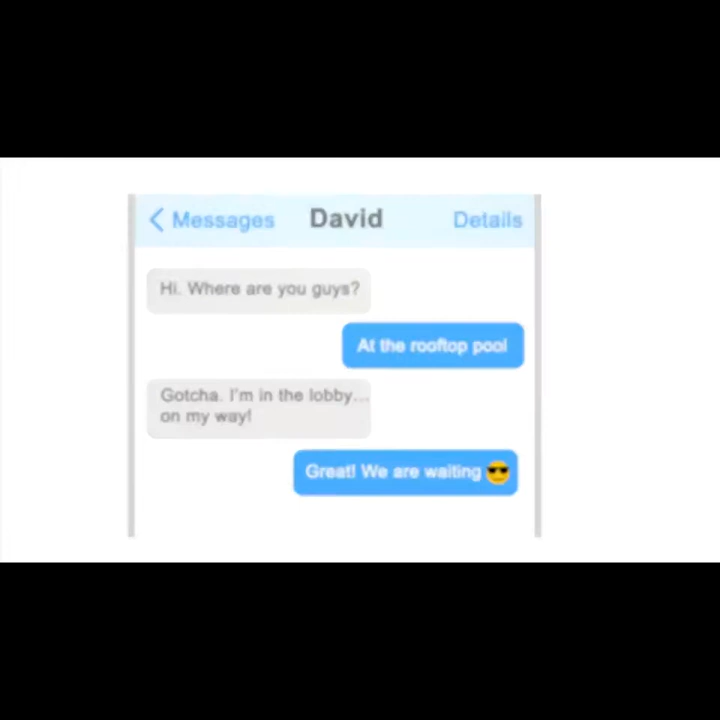 Messages David Details
Hi. Where are you guys?
At the rooftop pool
Gotcha. I'm in the lobby...
on my way!
Great! We are waiting 😎